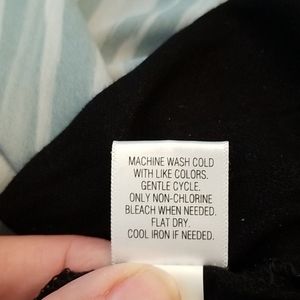 MACHINE WASH COLD
WITH LIKE COLORS.
GENTLE CYCLE.
ONLY NON-CHLORINE
BLEACH WHEN NEEDED.
FLAT DRY.
COOL IRON IF NEEDED.